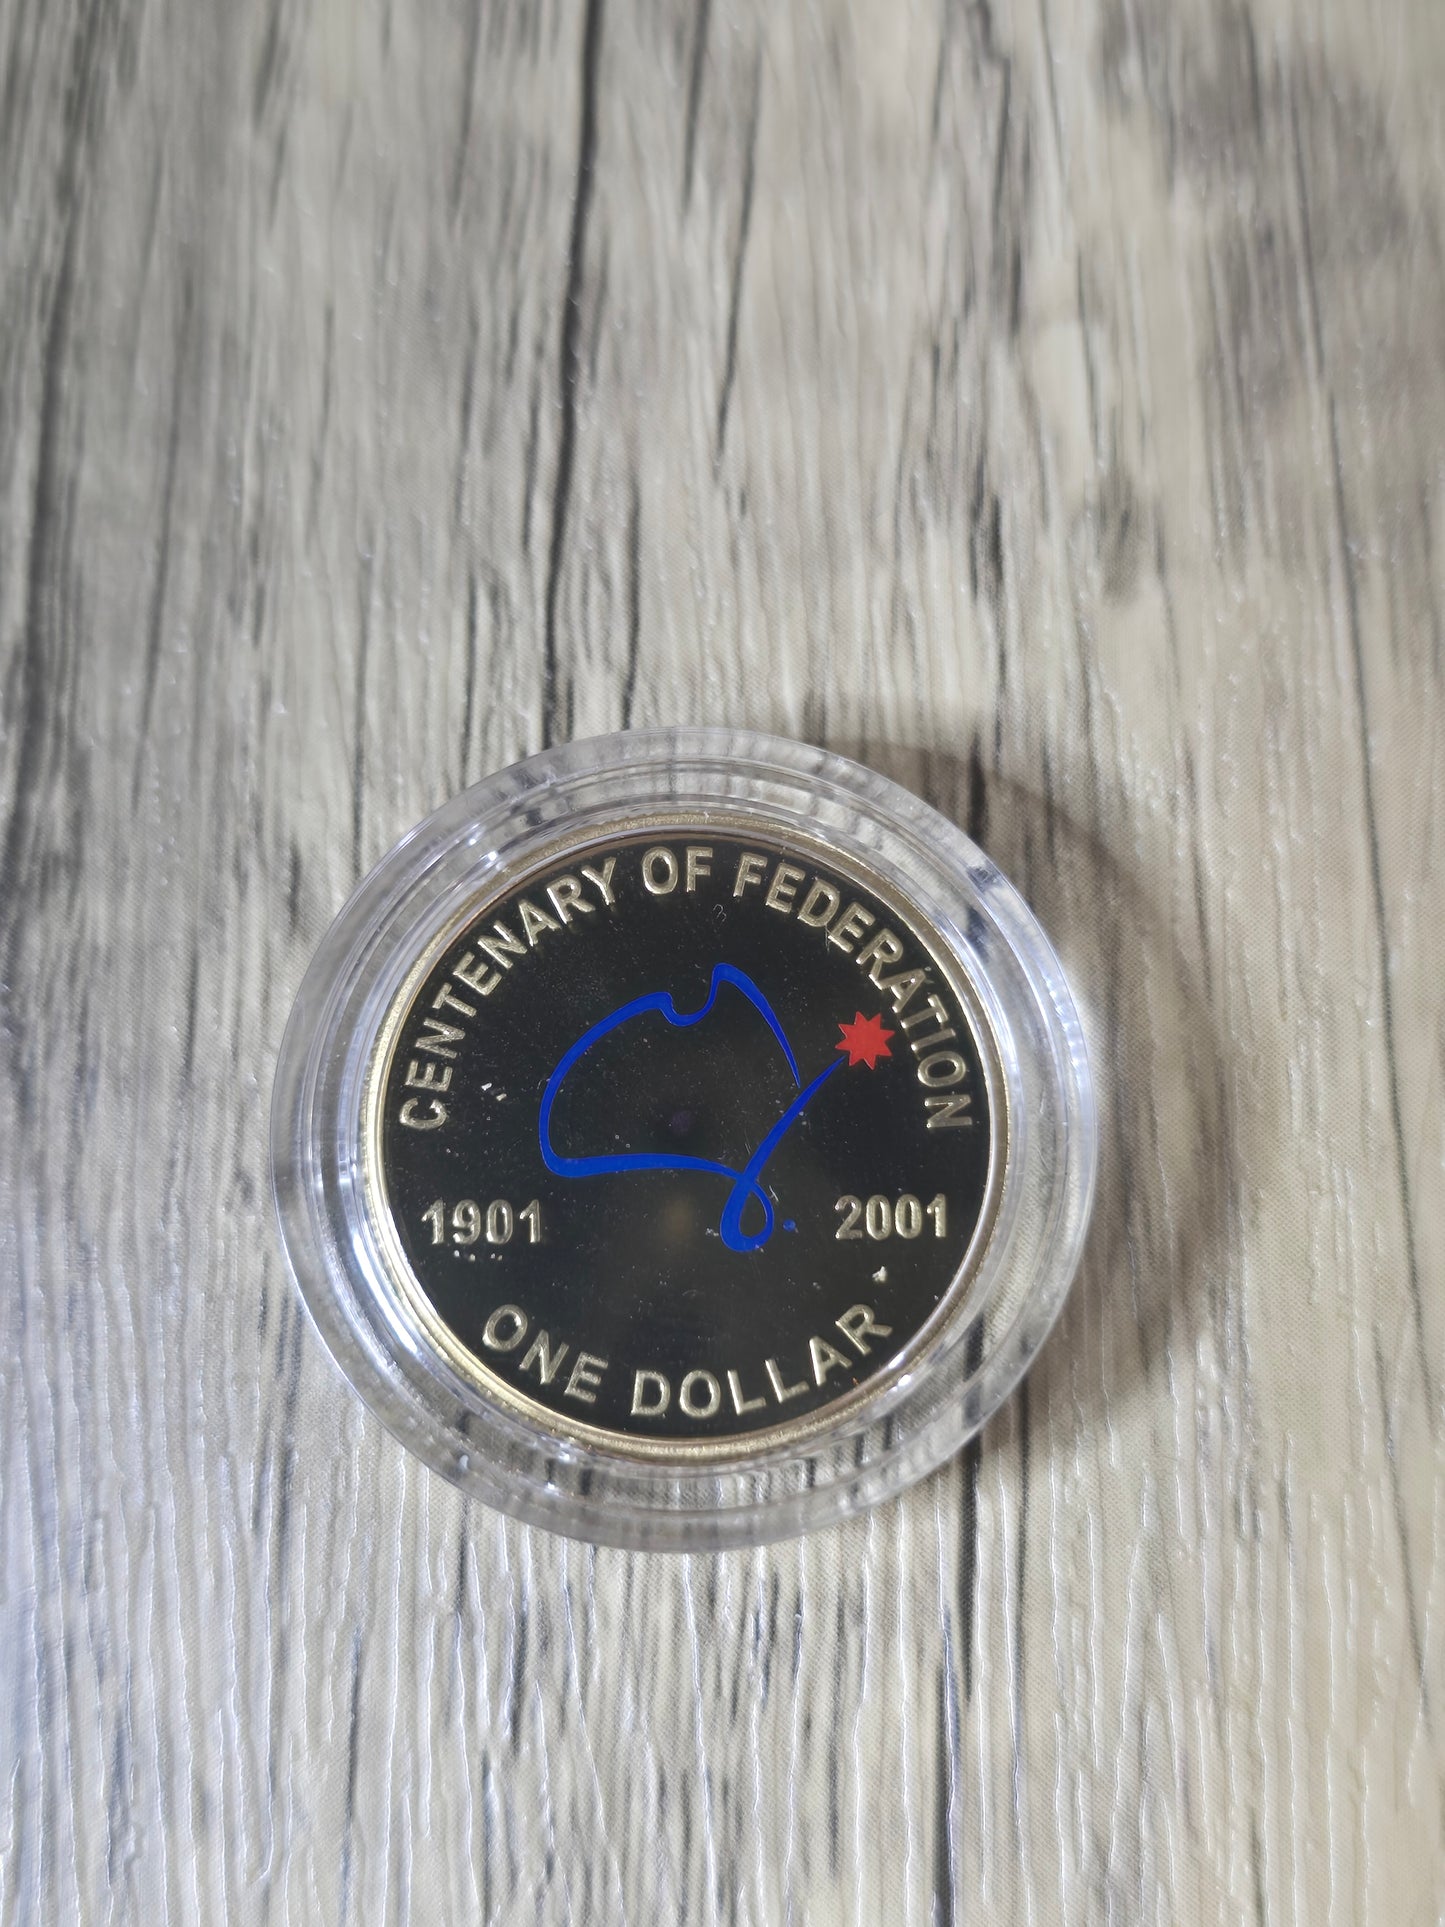 CENTENARY OF FEDERATION
1901
2001
ONE DOLLAR